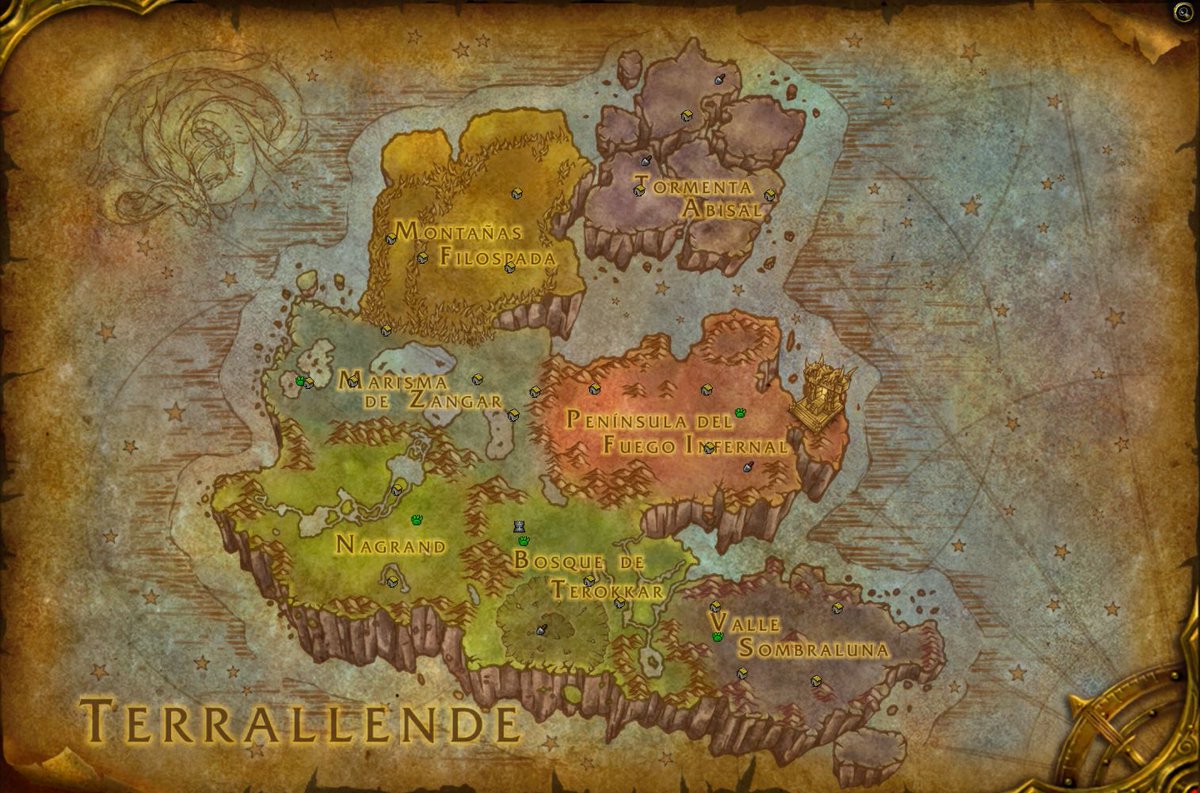 Tormenta
Abisal
Montañas
Filospada
Marisma
de Zangar
Península del
Fuego Infernal
Nagrand
Bosque de
Terokkar
Valle
Sombraluna
Terrallende